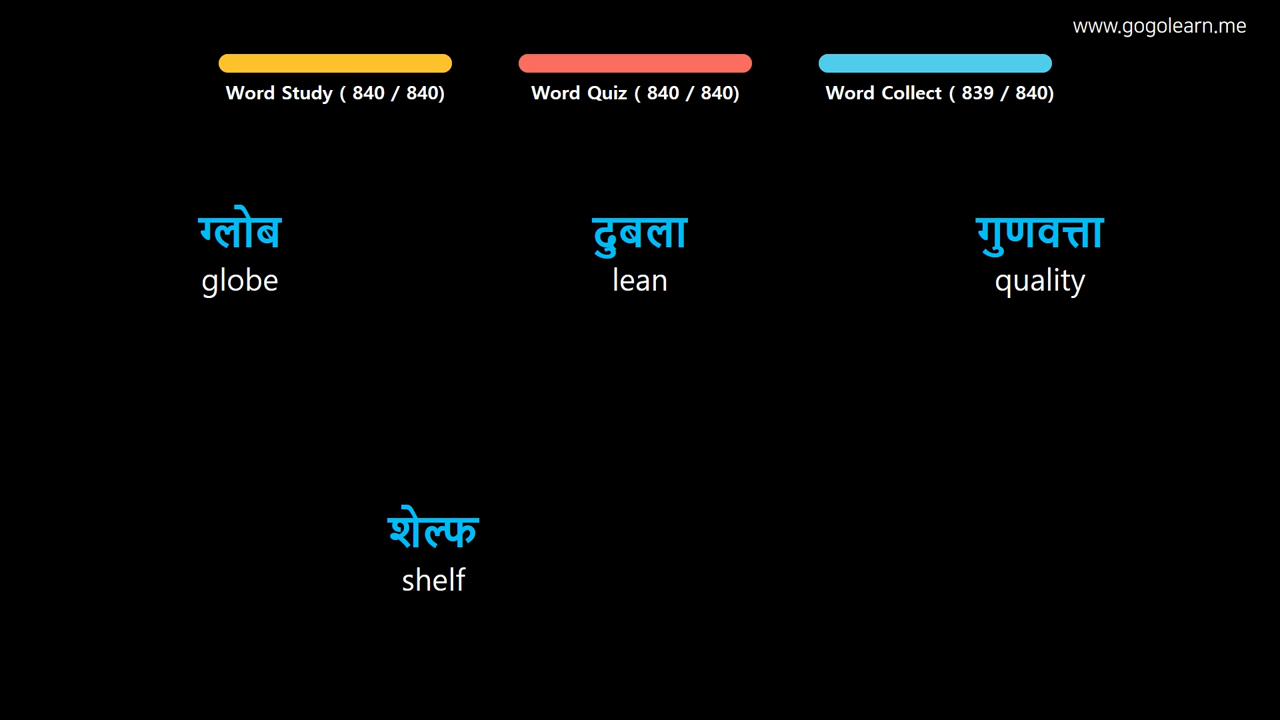 www.gogolearn.me
Word Study ( 840 / 840)
Word Quiz ( 840 / 840)
Word Collect ( 839 / 840)
ग्लोब
globe
दुबला
lean
गुणवत्ता
quality
शेल्फ
shelf